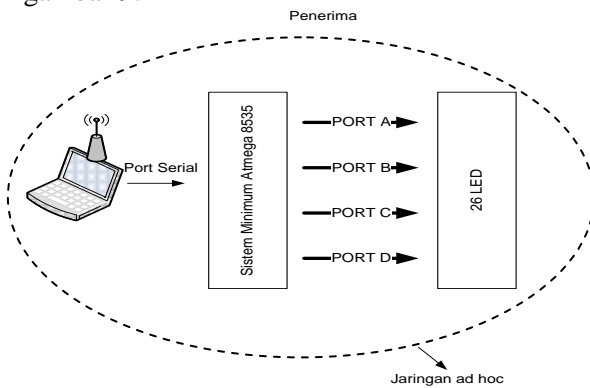 Penerima
Port Serial
Sistem Minimum Atmega 8535
PORT A
PORT B
PORT C
PORT D
26 LED
Jaringan ad hoc